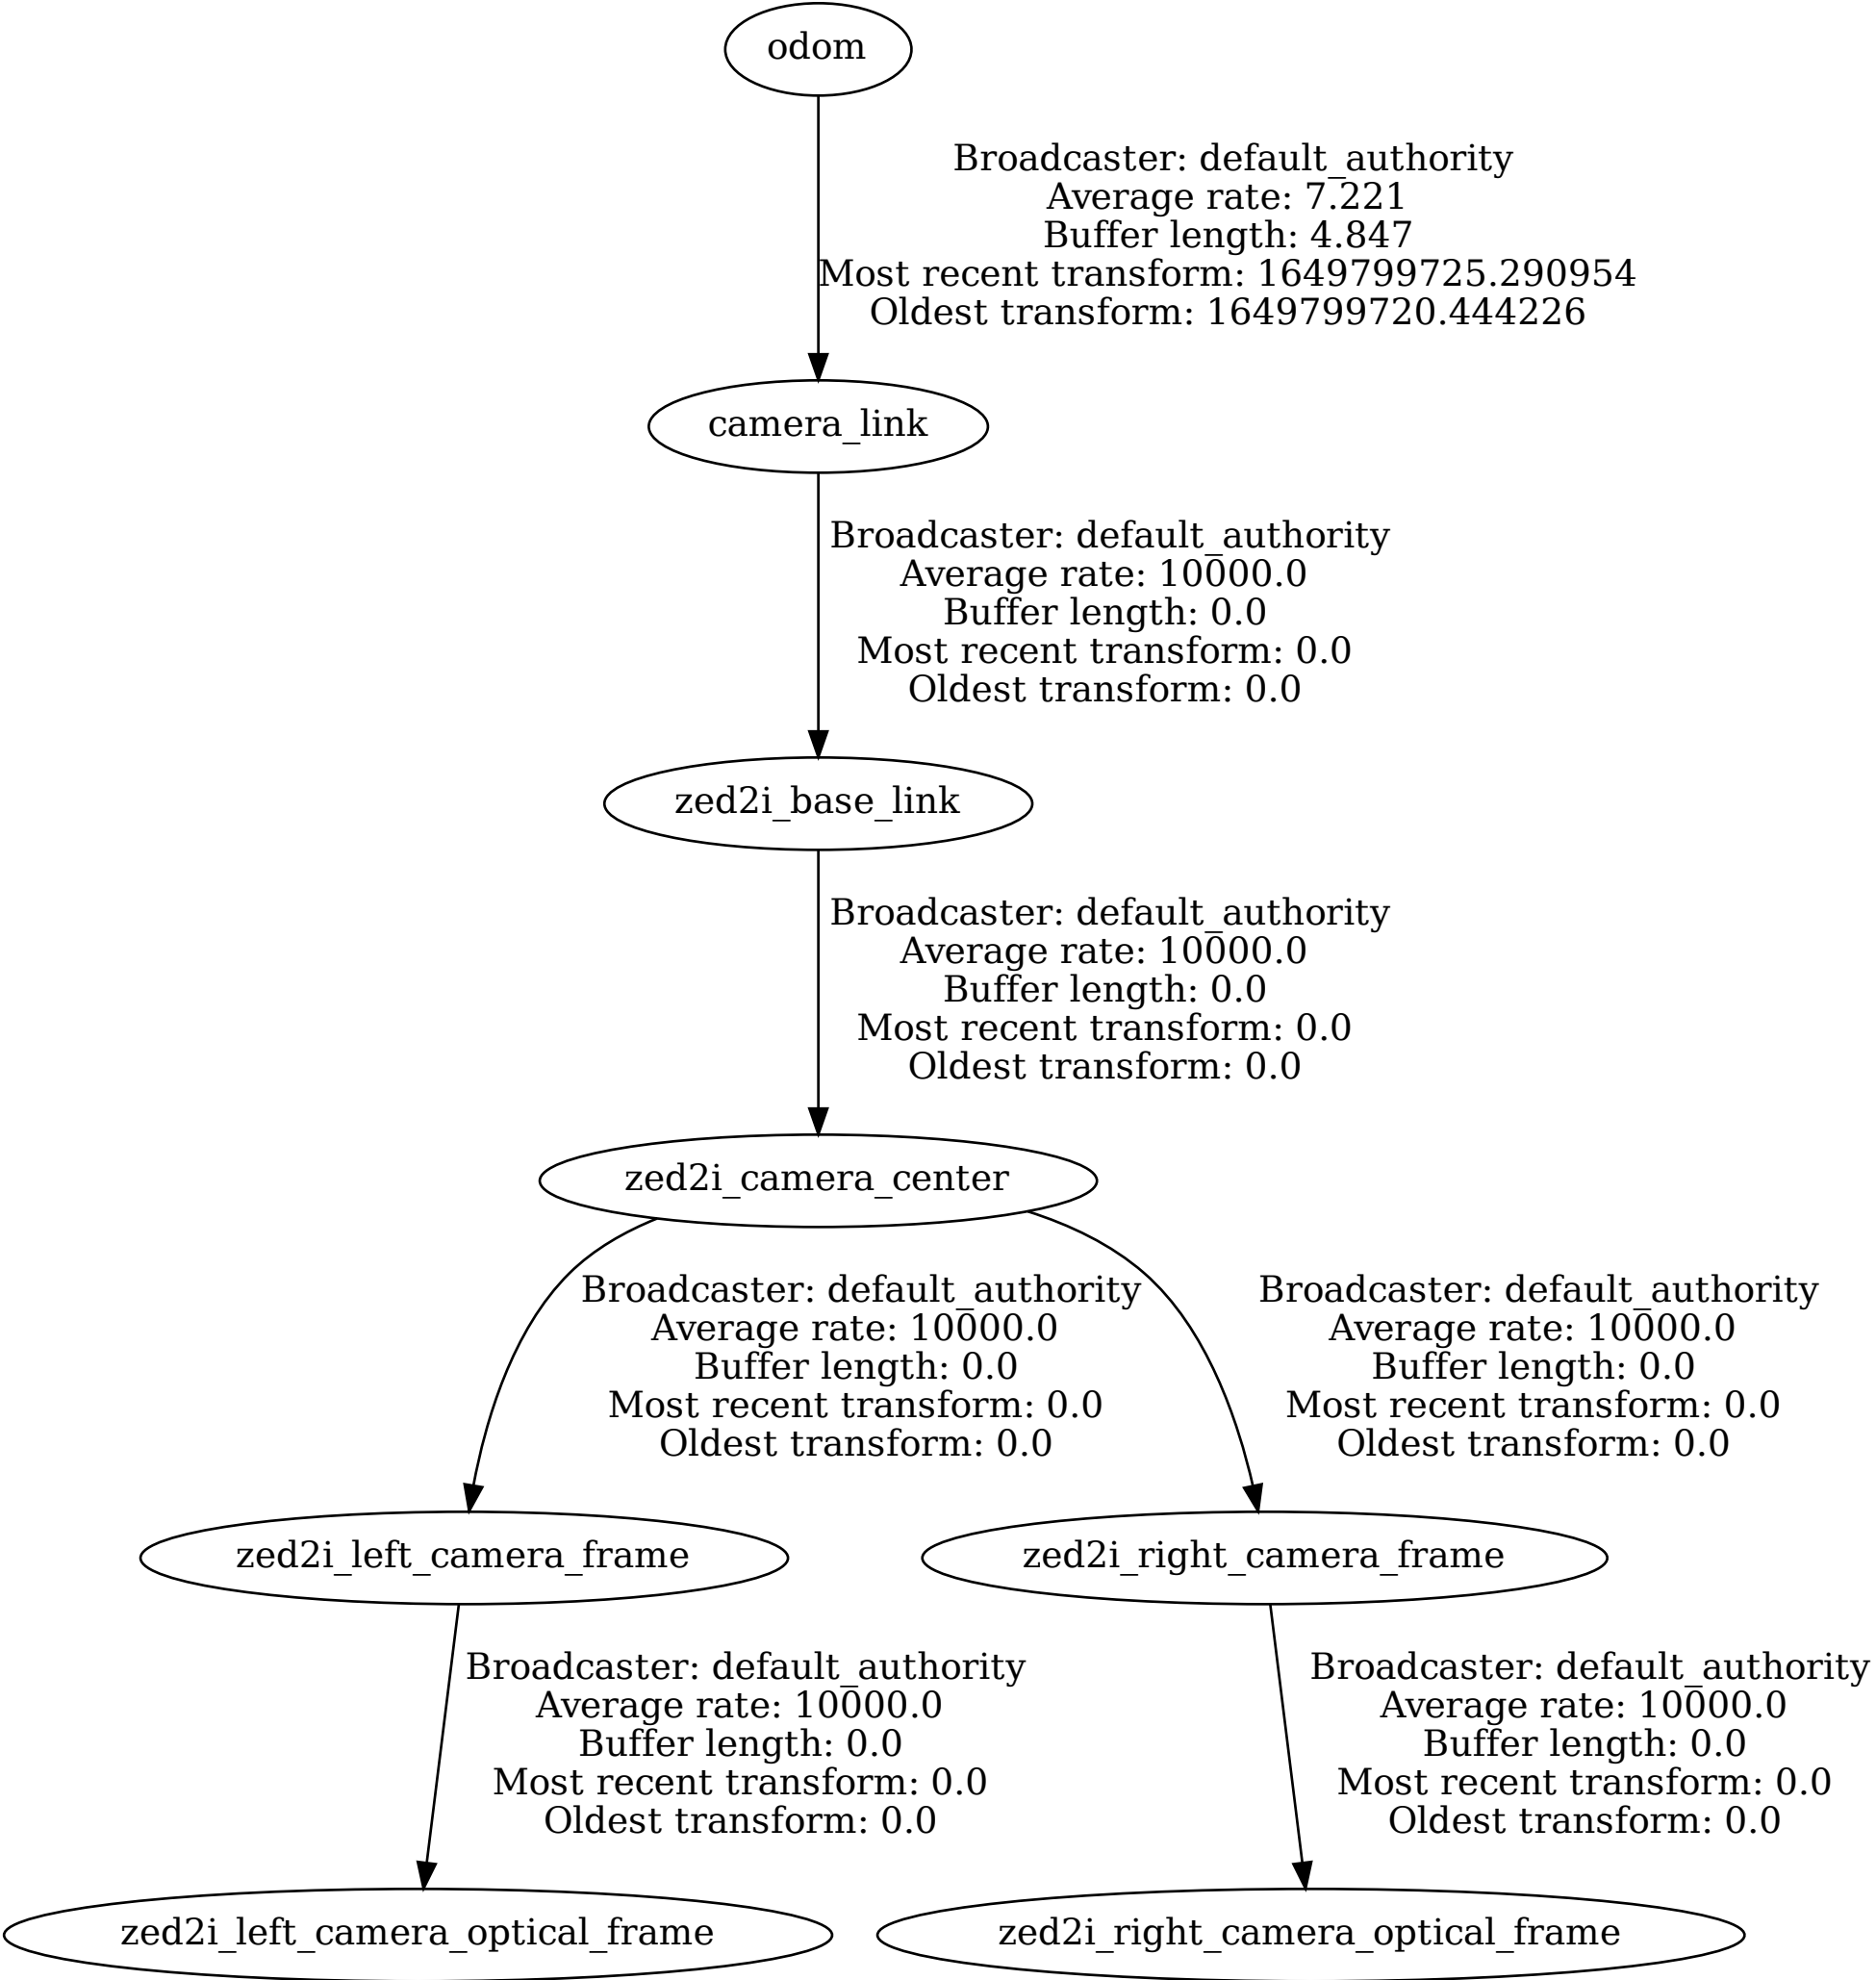 odom
Broadcaster: default_authority
Average rate: 7.221
Buffer length: 4.847
Most recent transform: 1649799725.290954
Oldest transform: 1649799720.444226
camera_link
Broadcaster: default_authority
Average rate: 10000.0
Buffer length: 0.0
Most recent transform: 0.0
Oldest transform: 0.0
zed2i_base_link
Broadcaster: default_authority
Average rate: 10000.0
Buffer length: 0.0
Most recent transform: 0.0
Oldest transform: 0.0
zed2i_camera_center
Broadcaster: default_authority
Average rate: 10000.0
Buffer length: 0.0
Most recent transform: 0.0
Oldest transform: 0.0
Broadcaster: default_authority
Average rate: 10000.0
Buffer length: 0.0
Most recent transform: 0.0
Oldest transform: 0.0
zed2i_left_camera_frame
zed2i_right_camera_frame
Broadcaster: default_authority
Average rate: 10000.0
Buffer length: 0.0
Most recent transform: 0.0
Oldest transform: 0.0
Broadcaster: default_authority
Average rate: 10000.0
Buffer length: 0.0
Most recent transform: 0.0
Oldest transform: 0.0
zed2i_left_camera_optical_frame
zed2i_right_camera_optical_frame